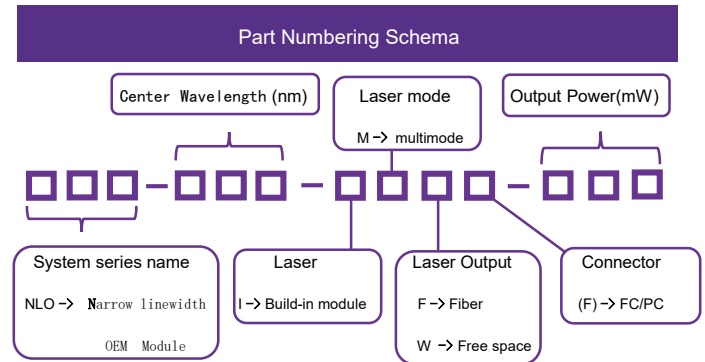 Part Numbering Schema
Center Wavelength (nm)
Laser mode
M -> multimode
Output Power(mW)
System series name
NLO -> Narrow linewidth
OEM Module
Laser
I -> Build-in module
Laser Output
F -> Fiber
W -> Free space
Connector
(F) -> FC/PC